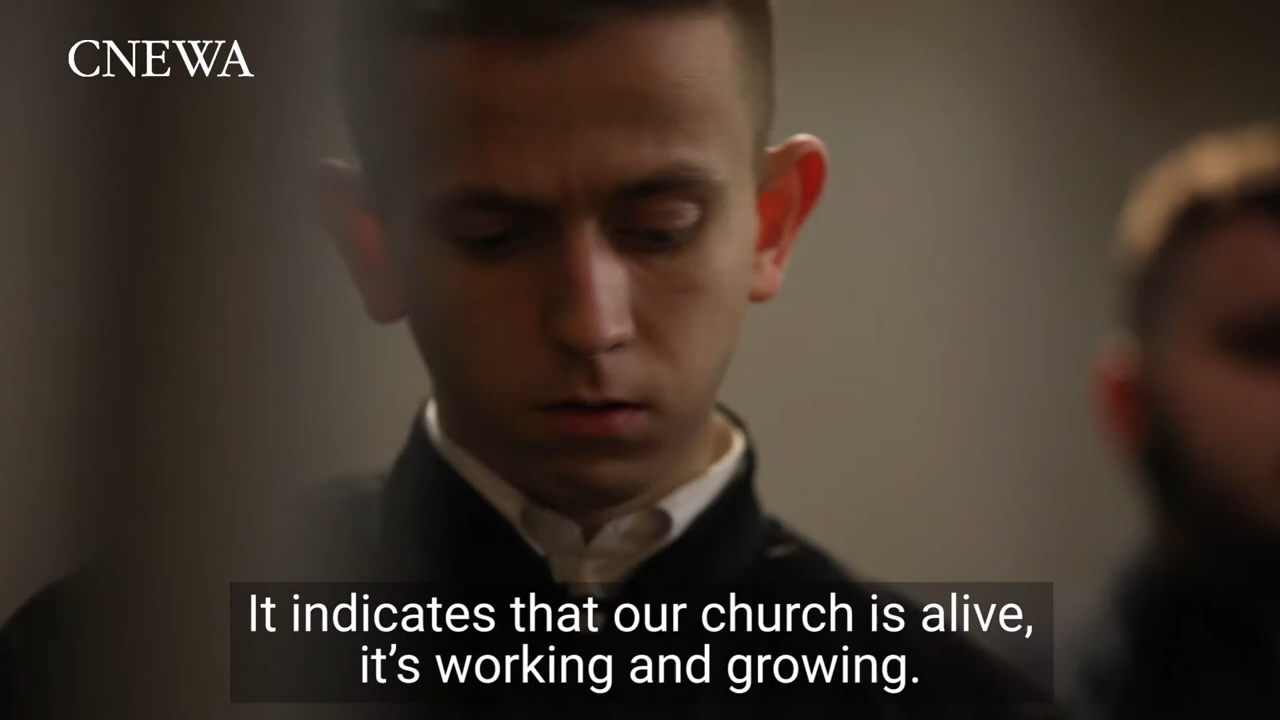 CNEWA
It indicates that our church is alive,
it’s working and growing.